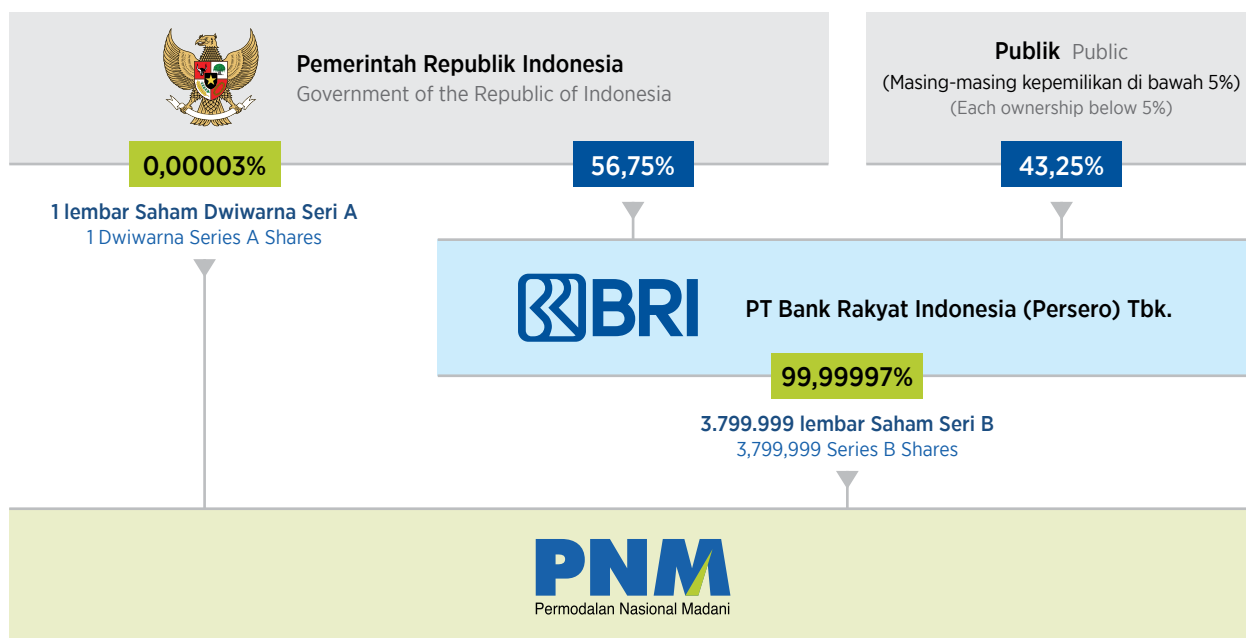 Pemerintah Republik Indonesia
Government of the Republic of Indonesia
Publik Public
(Masing-masing kepemilikan di bawah 5%)
(Each ownership below 5%)
0,00003%
56,75%
43,25%
1 lembar Saham Dwiwarna Seri A
1 Dwiwarna Series A Shares
BRI
PT Bank Rakyat Indonesia (Persero) Tbk.
99,99997%
3.799.999 lembar Saham Seri B
3,799,999 Series B Shares
PNM
Permodalan Nasional Madani